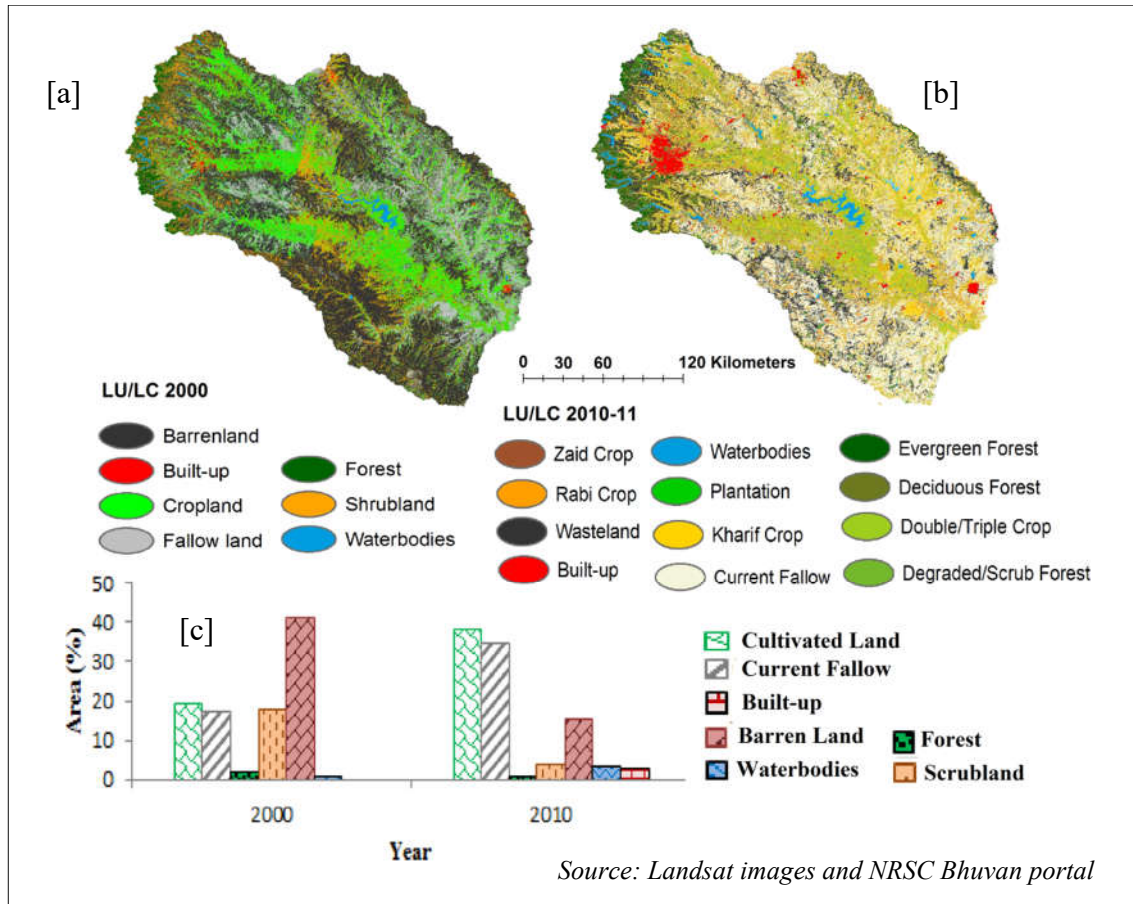 [a]
[b]
0 30 60 120 Kilometers
LU/LC 2000
Barrenland
Built-up
Cropland
Fallow land
Forest
Shrubland
Waterbodies
LU/LC 2010-11
Zaid Crop
Rabi Crop
Wasteland
Built-up
Waterbodies
Plantation
Kharif Crop
Current Fallow
Evergreen Forest
Deciduous Forest
Double/Triple Crop
Degraded/Scrub Forest
[c]
Area (%)
50
40
30
20
10
0
2000
2010
Year
Cultivated Land
Current Fallow
Built-up
Barren Land
Forest
Waterbodies
Scrubland
Source: Landsat images and NRSC Bhuvan portal